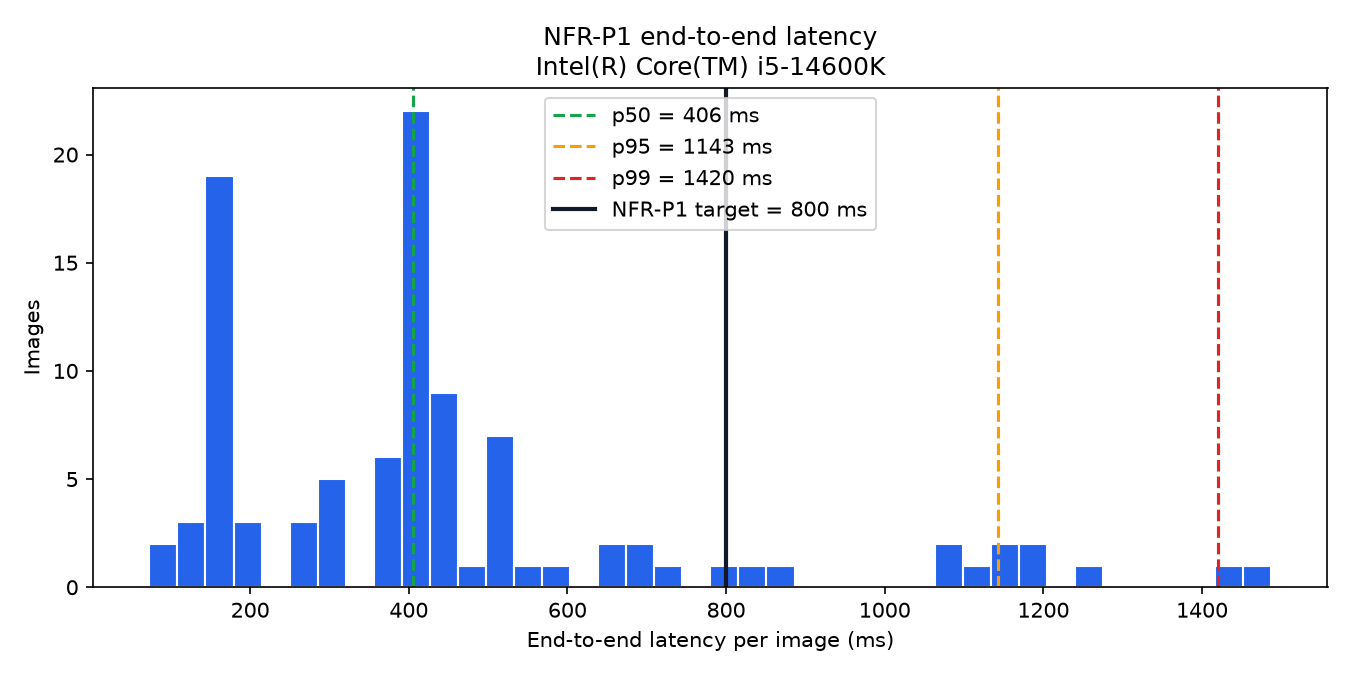 NFR-P1 end-to-end latency
Intel(R) Core(TM) i5-14600K
p50 = 406 ms
p95 = 1143 ms
p99 = 1420 ms
NFR-P1 target = 800 ms
Images
20
15
10
5
0
200 400 600 800 1000 1200 1400
End-to-end latency per image (ms)